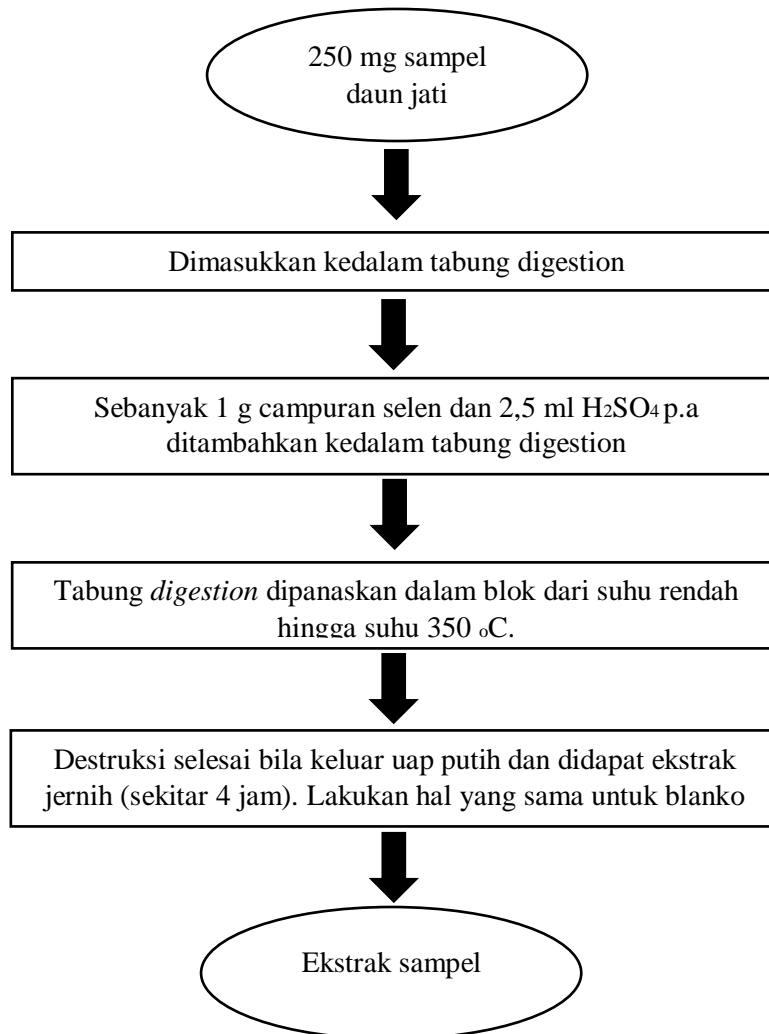 250 mg sampel
daun jati
Dimasukkan kedalam tabung digestion
Sebanyak 1 g campuran selen dan 2,5 ml H₂SO₄ p.a
ditambahkan kedalam tabung digestion
Tabung digestion dipanaskan dalam blok dari suhu rendah
hingga suhu 350 oC.
Destruksi selesai bila keluar uap putih dan didapat ekstrak
jernih (sekitar 4 jam). Lakukan hal yang sama untuk blanko
Ekstrak sampel